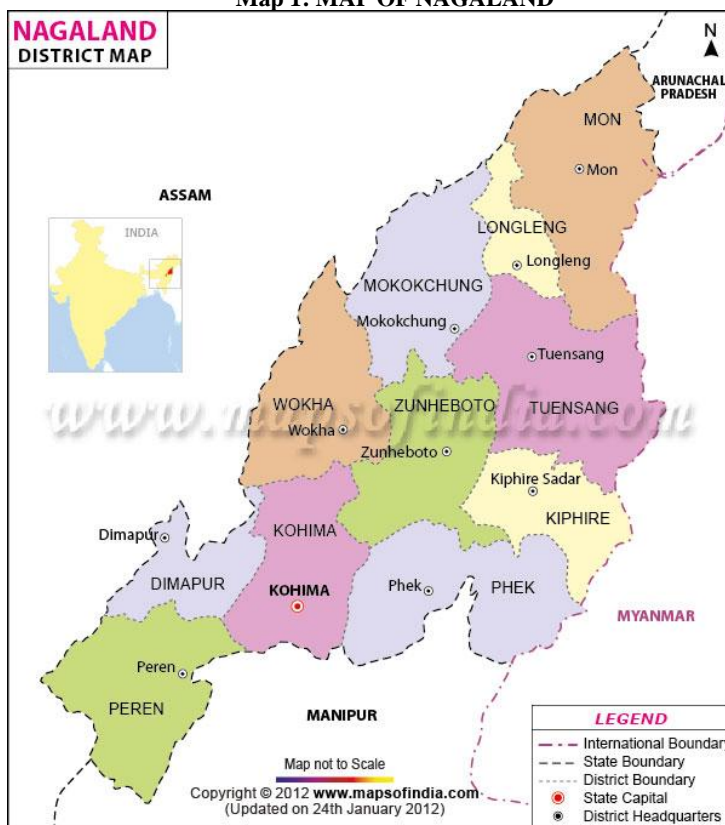 Map 1: MAP OF NAGALAND
NAGALAND
DISTRICT MAP
N
ARUNACHAL
PRADESH
MON
Mon
ASSAM
INDIA
LONGLENG
Longleng
MOKOKCHUNG
Mokokchung
Tuensang
WOKHA
ZUNHEBOTO
TUENSANG
www.mapsofindia.com
Wokha
Zunheboto
Kiphire Sadar
KIPHIRE
Dimapur
KOHIMA
DIMAPUR
KOHIMA
Phek
PHEK
MYANMAR
Peren
PEREN
MANIPUR
LEGEND
International Boundary
State Boundary
District Boundary
State Capital
District Headquarters
Map not to Scale
Copyright © 2012 www.mapsofindia.com
(Updated on 24th January 2012)